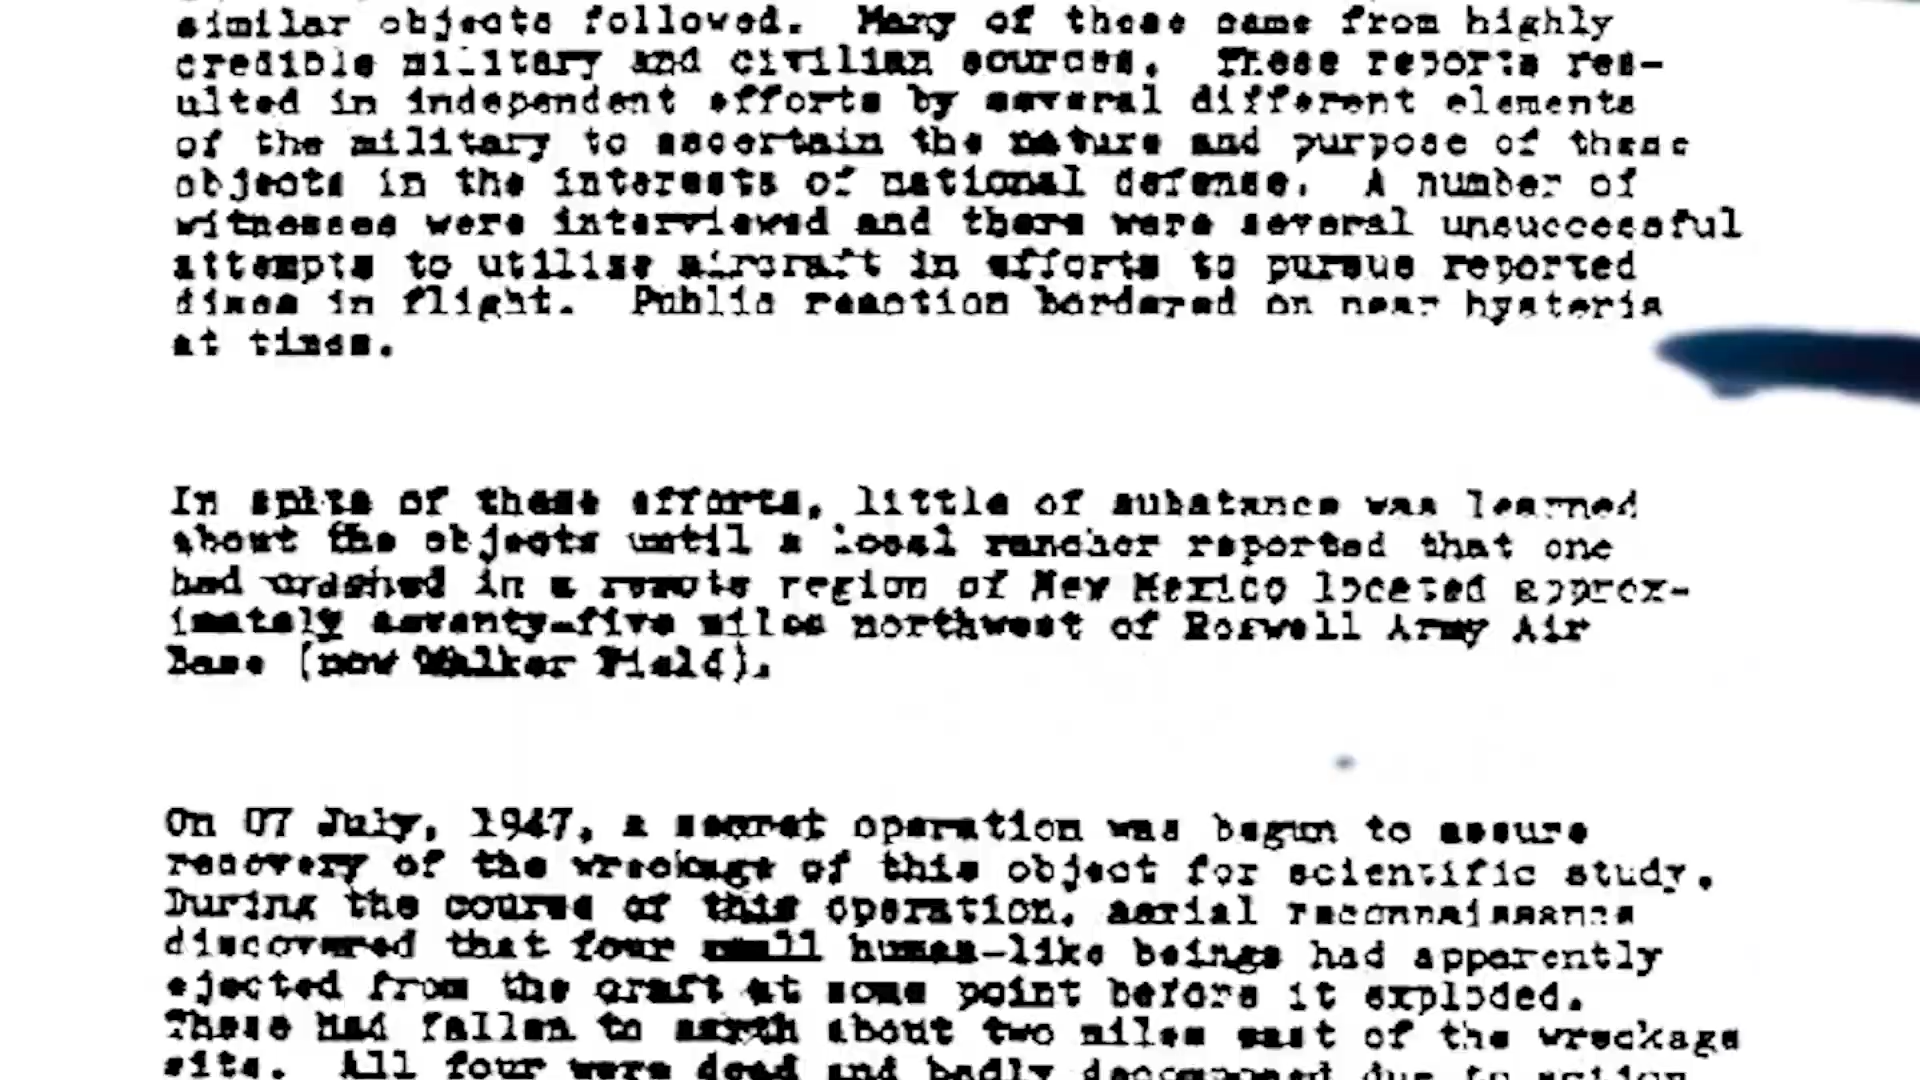 similar objects followed.  Many of these came from highly
credible military and civilian sources.  These reports res-
ulted in independent efforts by several different elements
of the military to ascertain the nature and purpose of these
objects in the interests of national defense.  A number of
witnesses were interviewed and there were several unsuccessful
attempts to utilize aircraft in efforts to pursue reported
discs in flight.  Public reaction bordered on near hysteria
at times.
In spite of these efforts, little of substance was learned
about the objects until a local rancher reported that one
had crashed in a remote region of New Mexico located approx-
imately seventy-five miles northwest of Roswell Army Air
Base (now Walker Field).
On 07 July, 1947, a secret operation was begun to assure
recovery of the wreckage of this object for scientific study.
During the course of this operation, aerial reconnaissance
discovered that four small human-like beings had apparently
ejected from the craft at some point before it exploded.
These had fallen to earth about two miles east of the wreckage
site.  All four were dead and badly decomposed due to action